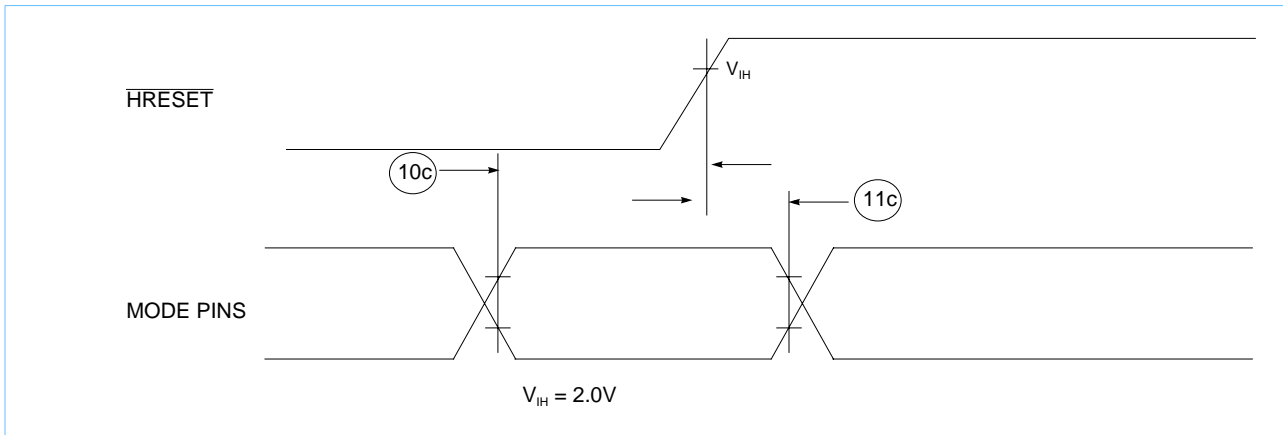 V_IH
HRESET
10c
11c
MODE PINS
V_IH = 2.0V